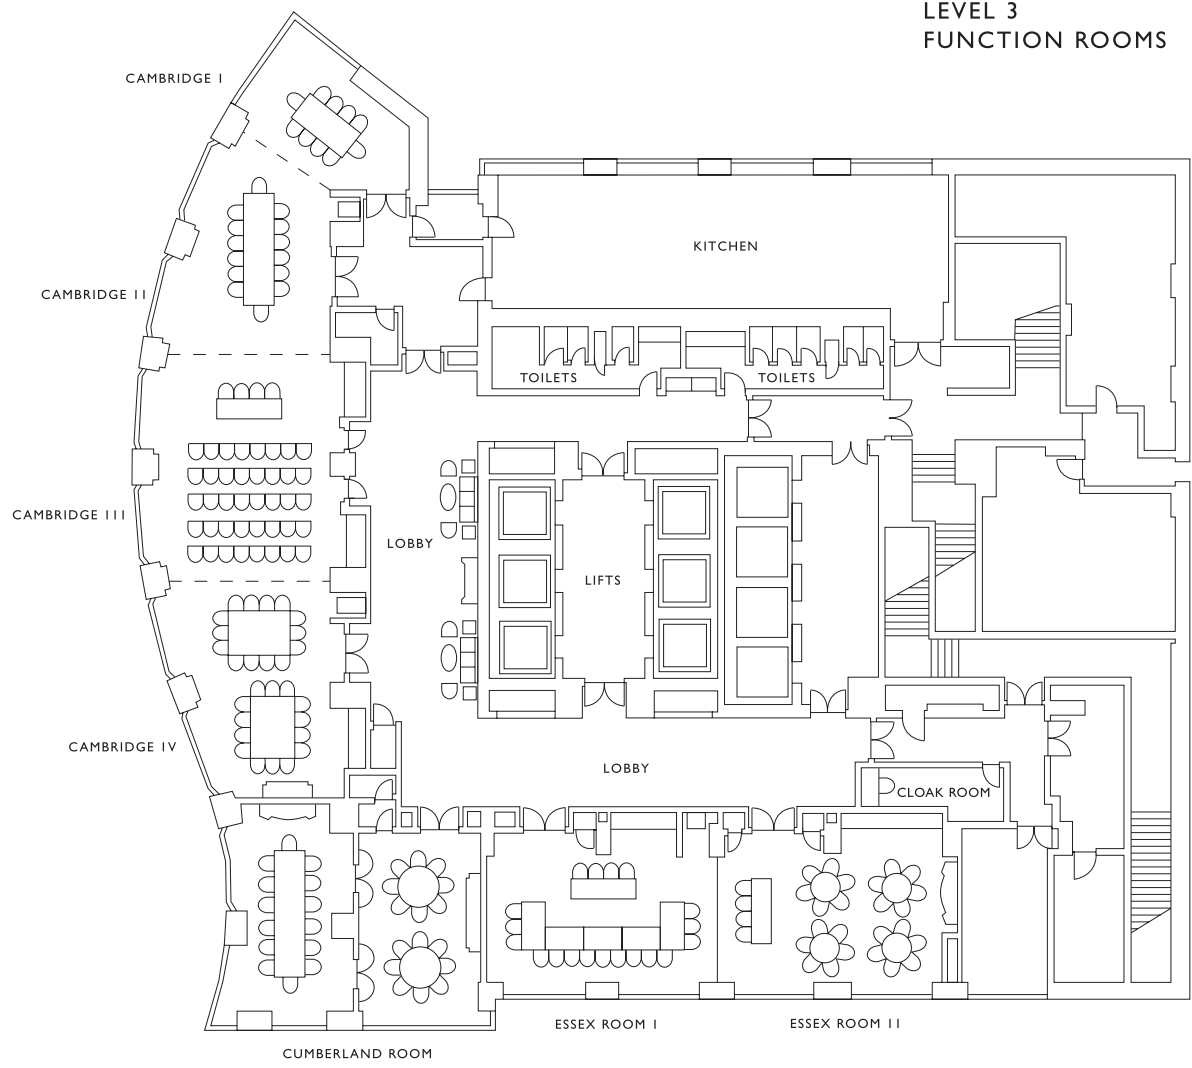 LEVEL 3
FUNCTION ROOMS
CAMBRIDGE I
KITCHEN
CAMBRIDGE II
TOILETS
TOILETS
CAMBRIDGE III
LOBBY
LIFTS
CAMBRIDGE IV
LOBBY
CLOAK ROOM
ESSEX ROOM I
ESSEX ROOM II
CUMBERLAND ROOM